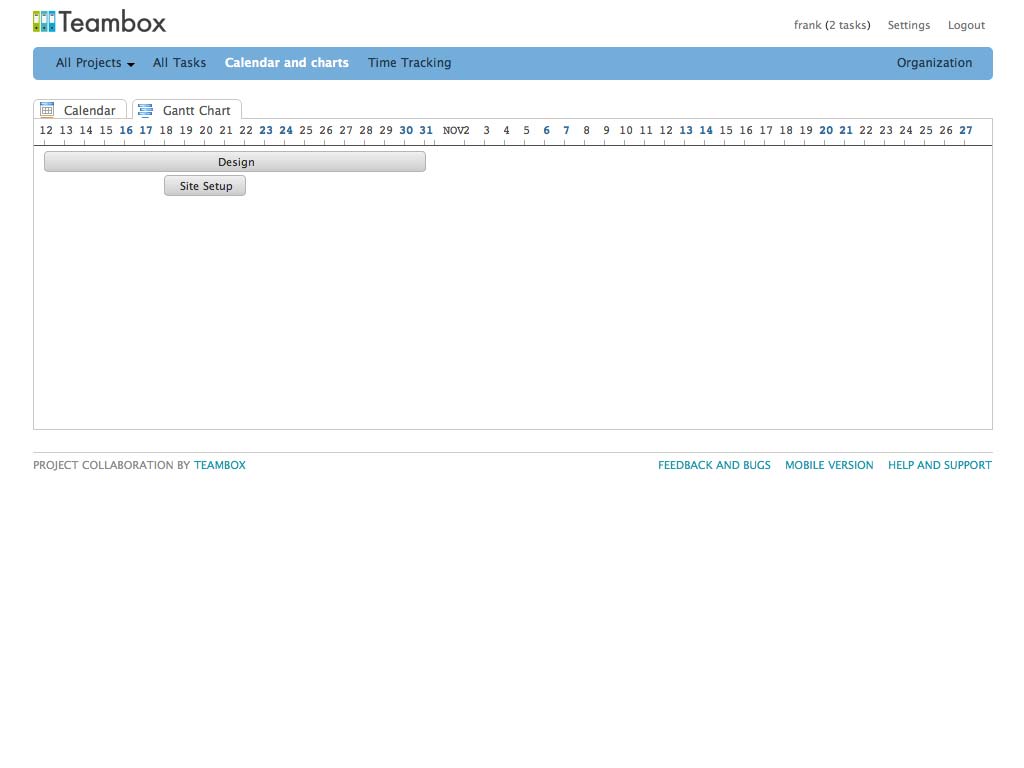 Teambox
frank (2 tasks) Settings Logout
All Projects All Tasks Calendar and charts Time Tracking Organization
Calendar Gantt Chart
12 13 14 15 16 17 18 19 20 21 22 23 24 25 26 27 28 29 30 31 NOV2 3 4 5 6 7 8 9 10 11 12 13 14 15 16 17 18 19 20 21 22 23 24 25 26 27
Design
Site Setup
PROJECT COLLABORATION BY TEAMBOX FEEDBACK AND BUGS MOBILE VERSION HELP AND SUPPORT